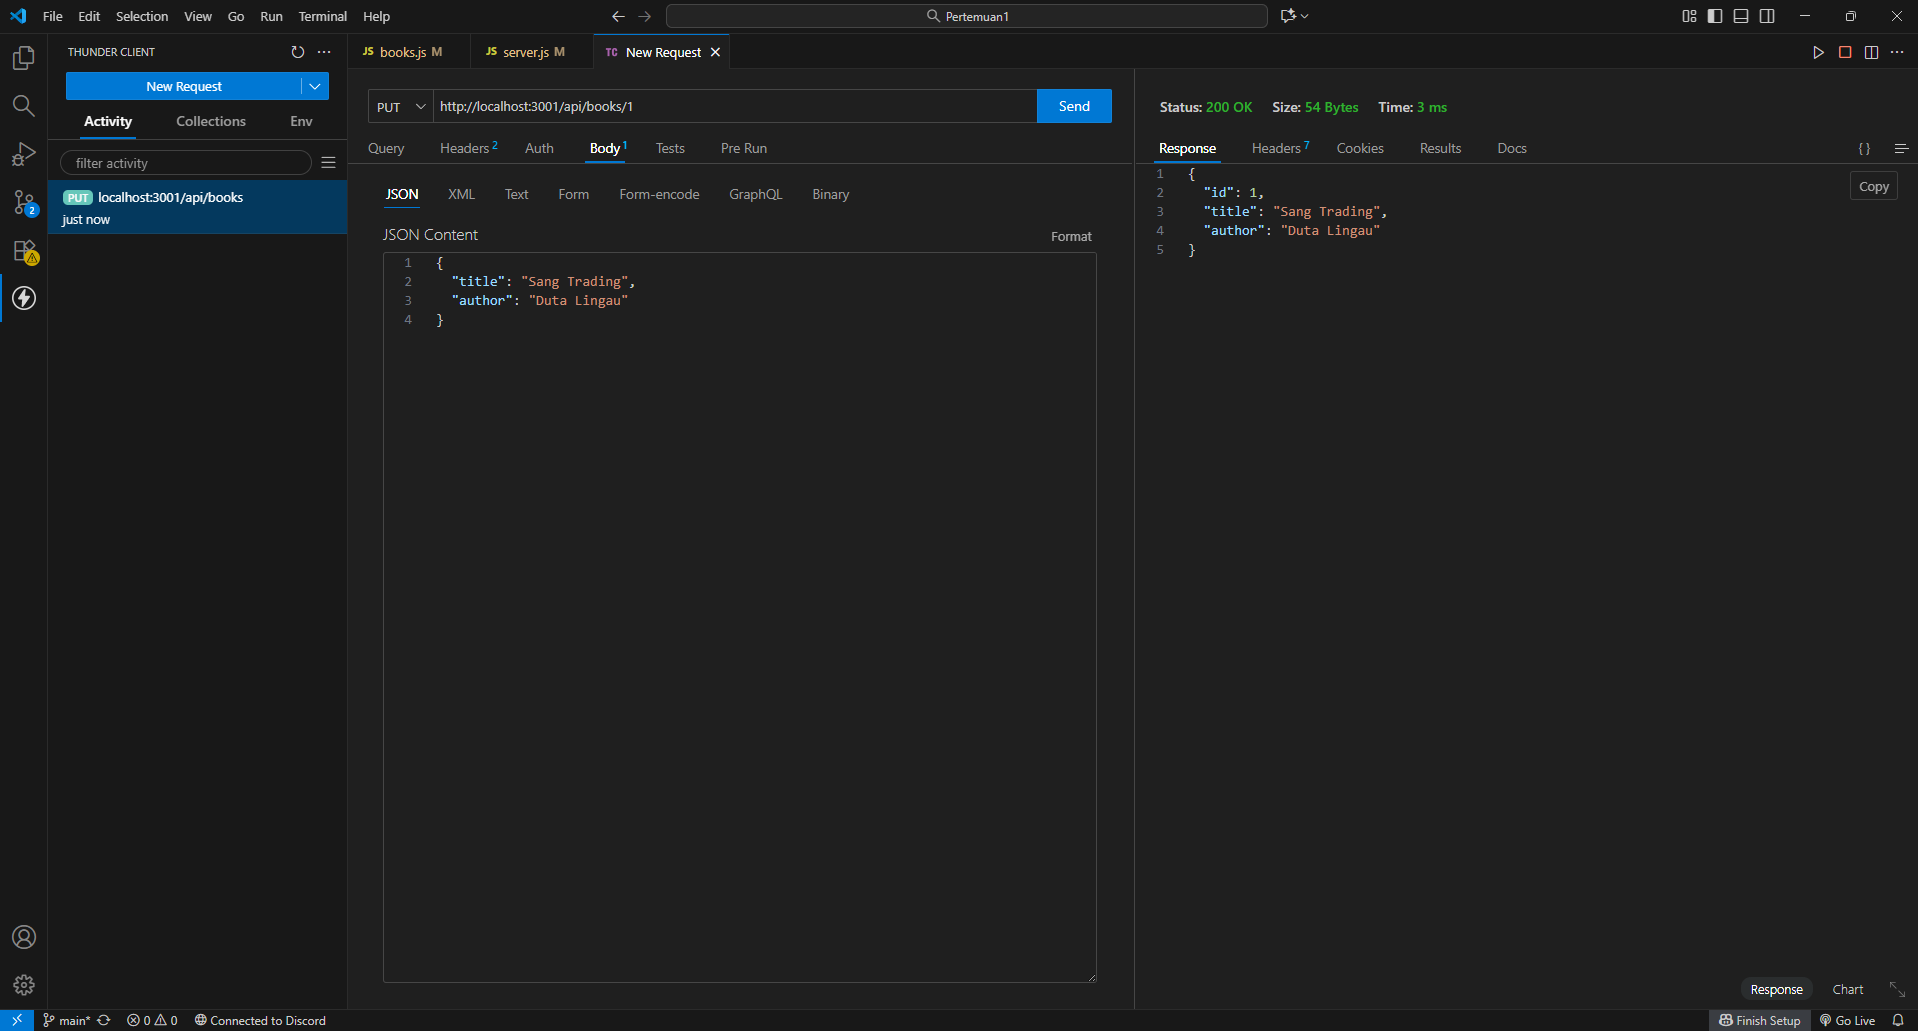 File Edit Selection View Go Run Terminal Help
Pertemuan1
THUNDER CLIENT
New Request
Activity Collections Env
filter activity
PUT localhost:3001/api/books
just now
2
JS books.js M
JS server.js M
TC New Request
PUT http://localhost:3001/api/books/1 Send
Query Headers 2 Auth Body 1 Tests Pre Run
JSON XML Text Form Form-encode GraphQL Binary
JSON Content Format
1 {
2 "title": "Sang Trading",
3 "author": "Duta Lingau"
4 }
Status: 200 OK Size: 54 Bytes Time: 3 ms
Response Headers 7 Cookies Results Docs { }
Copy
1 {
2 "id": 1,
3 "title": "Sang Trading",
4 "author": "Duta Lingau"
5 }
Response Chart
main* 0 0 Connected to Discord Finish Setup Go Live